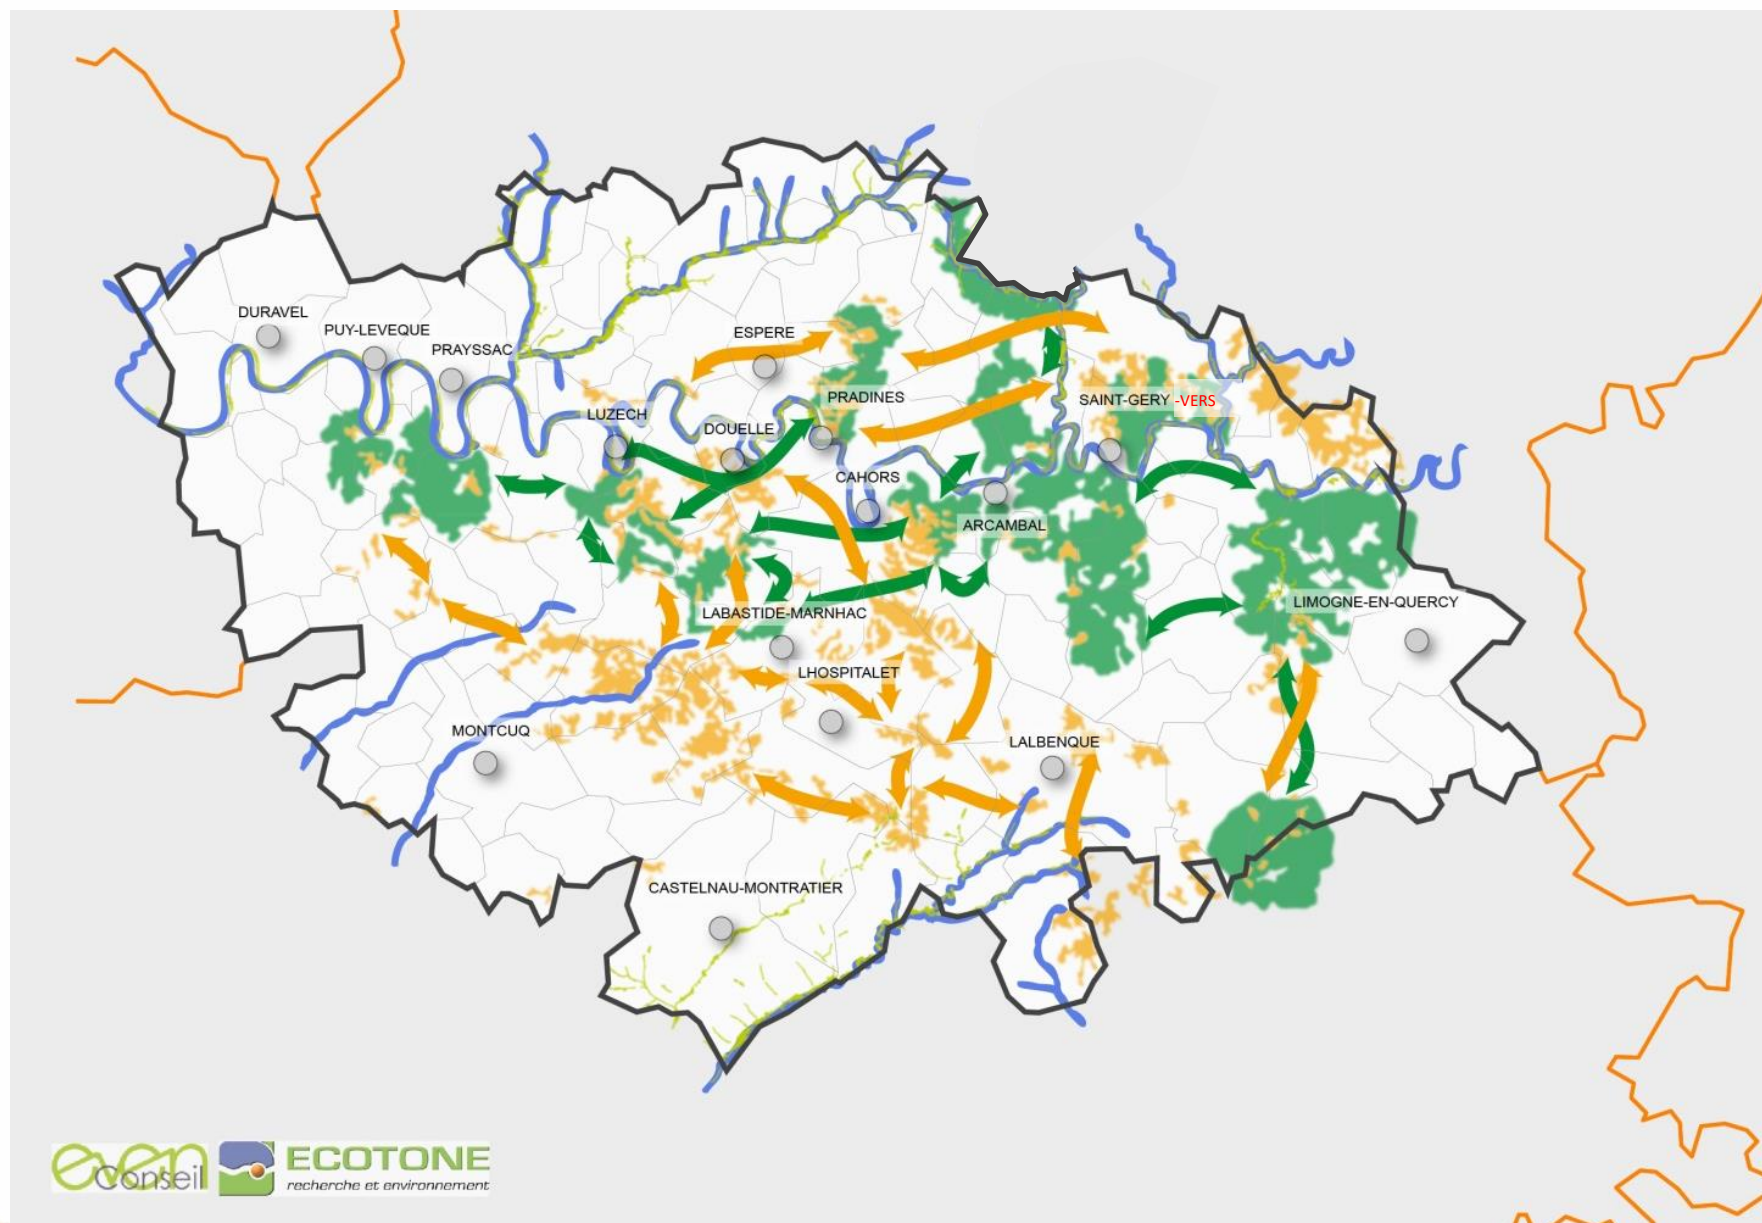 DURAVEL
PUY-LEVEQUE
PRAYSSAC
ESPERE
LUZECH
DOUELLE
PRADINES
SAINT-GERY -VERS
CAHORS
ARCAMBAL
LABASTIDE-MARNHAC
LIMOGNE-EN-QUERCY
LHOSPITALET
MONTCUQ
LALBENQUE
CASTELNAU-MONTRATIER
even
Conseil
ECOTONE
recherche et environnement